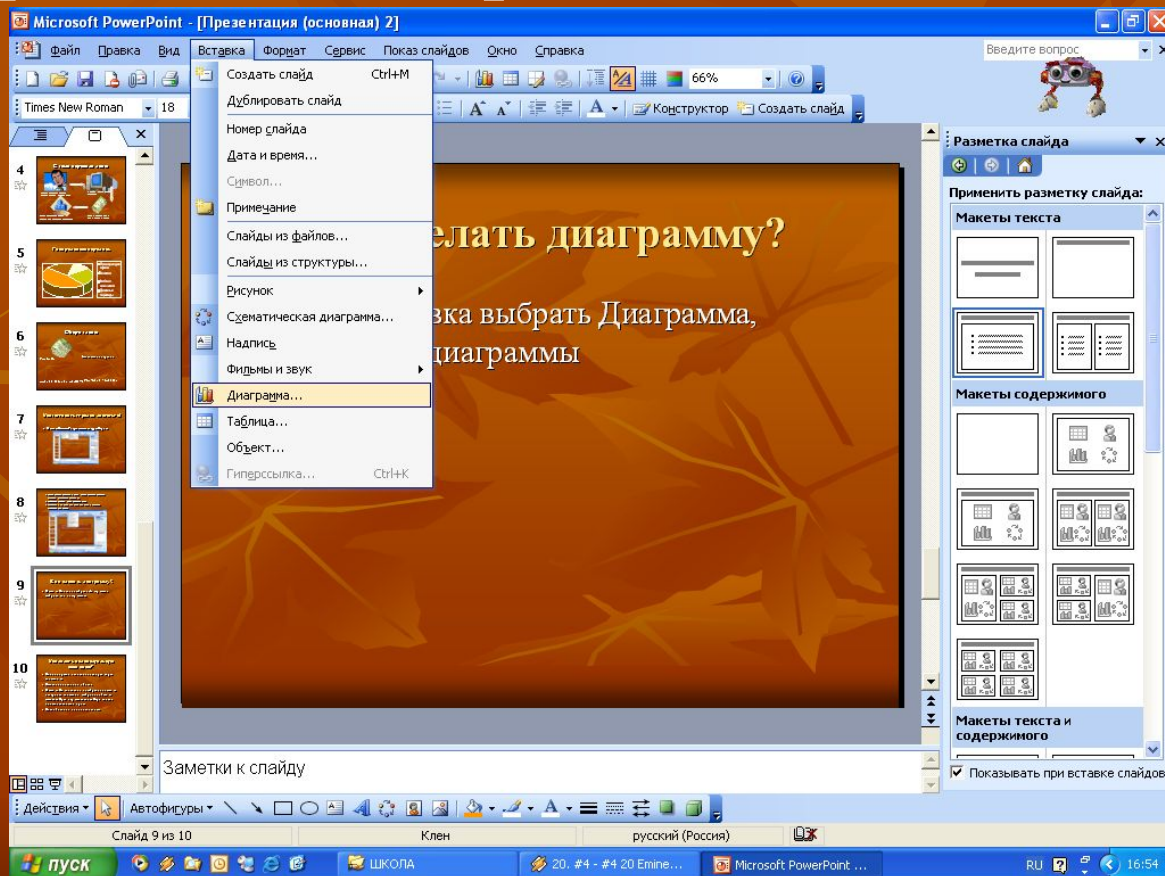 Microsoft PowerPoint - [Презентация (основная) 2]
Файл Правка Вид Вставка Формат Сервис Показ слайдов Окно Справка
Введите вопрос
66%
Times New Roman 18
Конструктор Создать слайд
Создать слайд Ctrl+M
Дублировать слайд
Номер слайда
Дата и время...
Символ...
Примечание
Слайды из файлов...
Слайды из структуры...
Рисунок
Схематическая диаграмма...
Надпись
Фильмы и звук
Диаграмма...
Таблица...
Объект...
Гиперссылка... Ctrl+K
4
5
6
7
8
9
10
елать диаграмму?
вка выбрать Диаграмма,
диаграммы
Разметка слайда
Применить разметку слайда:
Макеты текста
Макеты содержимого
Макеты текста и
содержимого
Показывать при вставке слайдов
Заметки к слайду
Действия Автофигуры
Слайд 9 из 10 Клен русский (Россия)
пуск ШКОЛА 20. #4 - #4 20 Emine... Microsoft PowerPoint ... RU 16:54